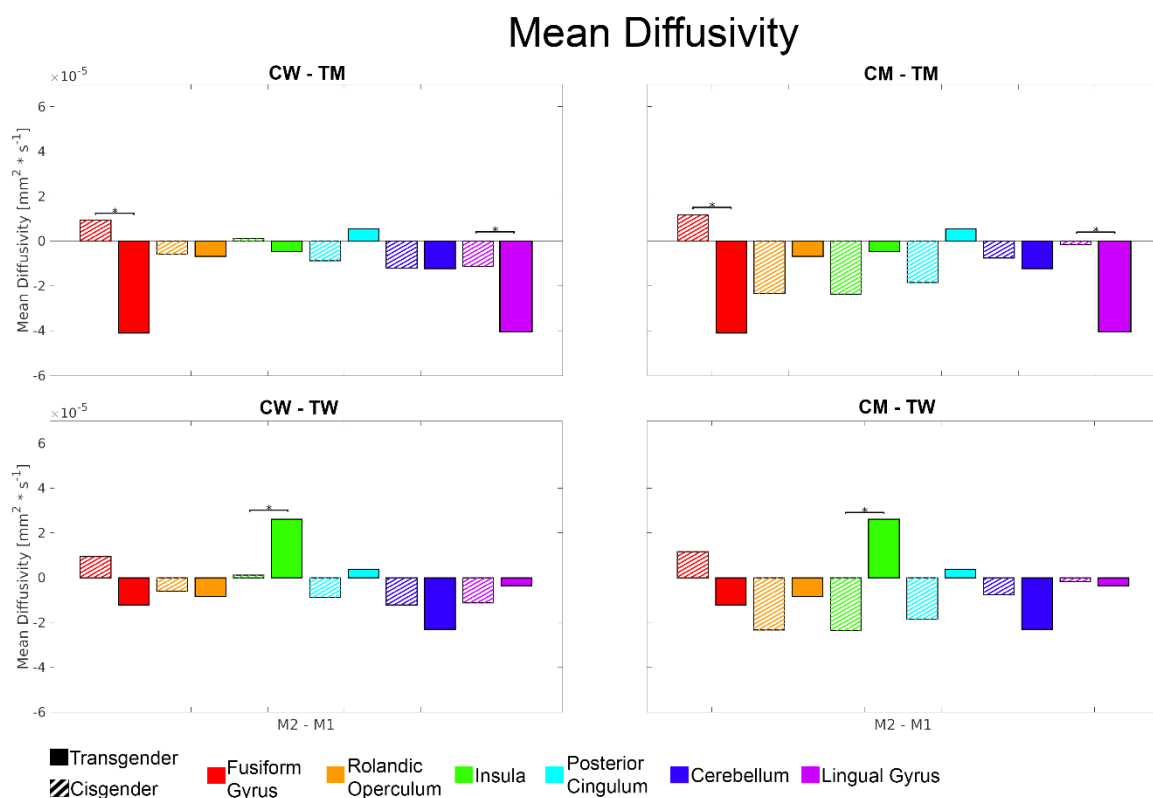 Mean Diffusivity
CW - TM
CM - TM
×10⁻⁵
Mean Diffusivity [mm² * s⁻¹]
6
4
2
0
-2
-4
-6
*
*
*
*
CW - TW
CM - TW
×10⁻⁵
Mean Diffusivity [mm² * s⁻¹]
6
4
2
0
-2
-4
-6
*
*
M2 - M1
M2 - M1
Transgender
Cisgender
Fusiform
Gyrus
Rolandic
Operculum
Insula
Posterior
Cingulum
Cerebellum
Lingual Gyrus